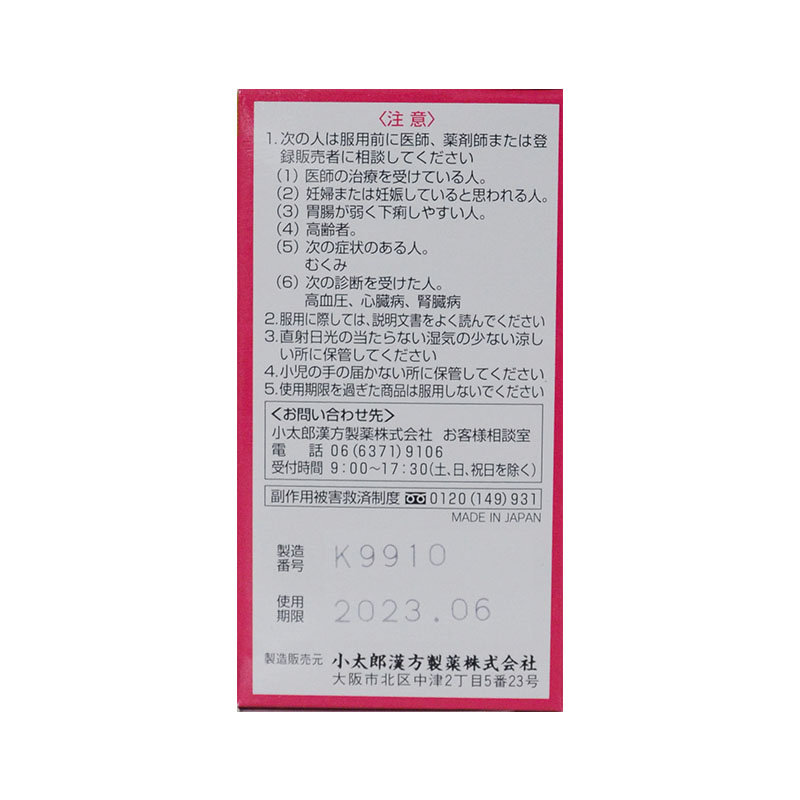 〈注 意〉
1. 次の人は服用前に医師、薬剤師または登
録販売者に相談してください
(1) 医師の治療を受けている人。
(2) 妊婦または妊娠していると思われる人。
(3) 胃腸が弱く下痢しやすい人。
(4) 高齢者。
(5) 次の症状のある人。
むくみ
(6) 次の診断を受けた人。
高血圧、心臓病、腎臓病
2. 服用に際しては、説明文書をよく読んでください
3. 直射日光の当たらない湿気の少ない涼し
い所に保管してください
4. 小児の手の届かない所に保管してください
5. 使用期限を過ぎた商品は服用しないでください
<お問い合わせ先>
小太郎漢方製薬株式会社 お客様相談室
電 話 06(6371)9106
受付時間 9:00〜17:30(土、日、祝日を除く)
副作用被害救済制度 0120(149)931
MADE IN JAPAN
製造
番号 K9910
使用
期限 2023.06
製造販売元 小太郎漢方製薬株式会社
大阪市北区中津2丁目5番23号